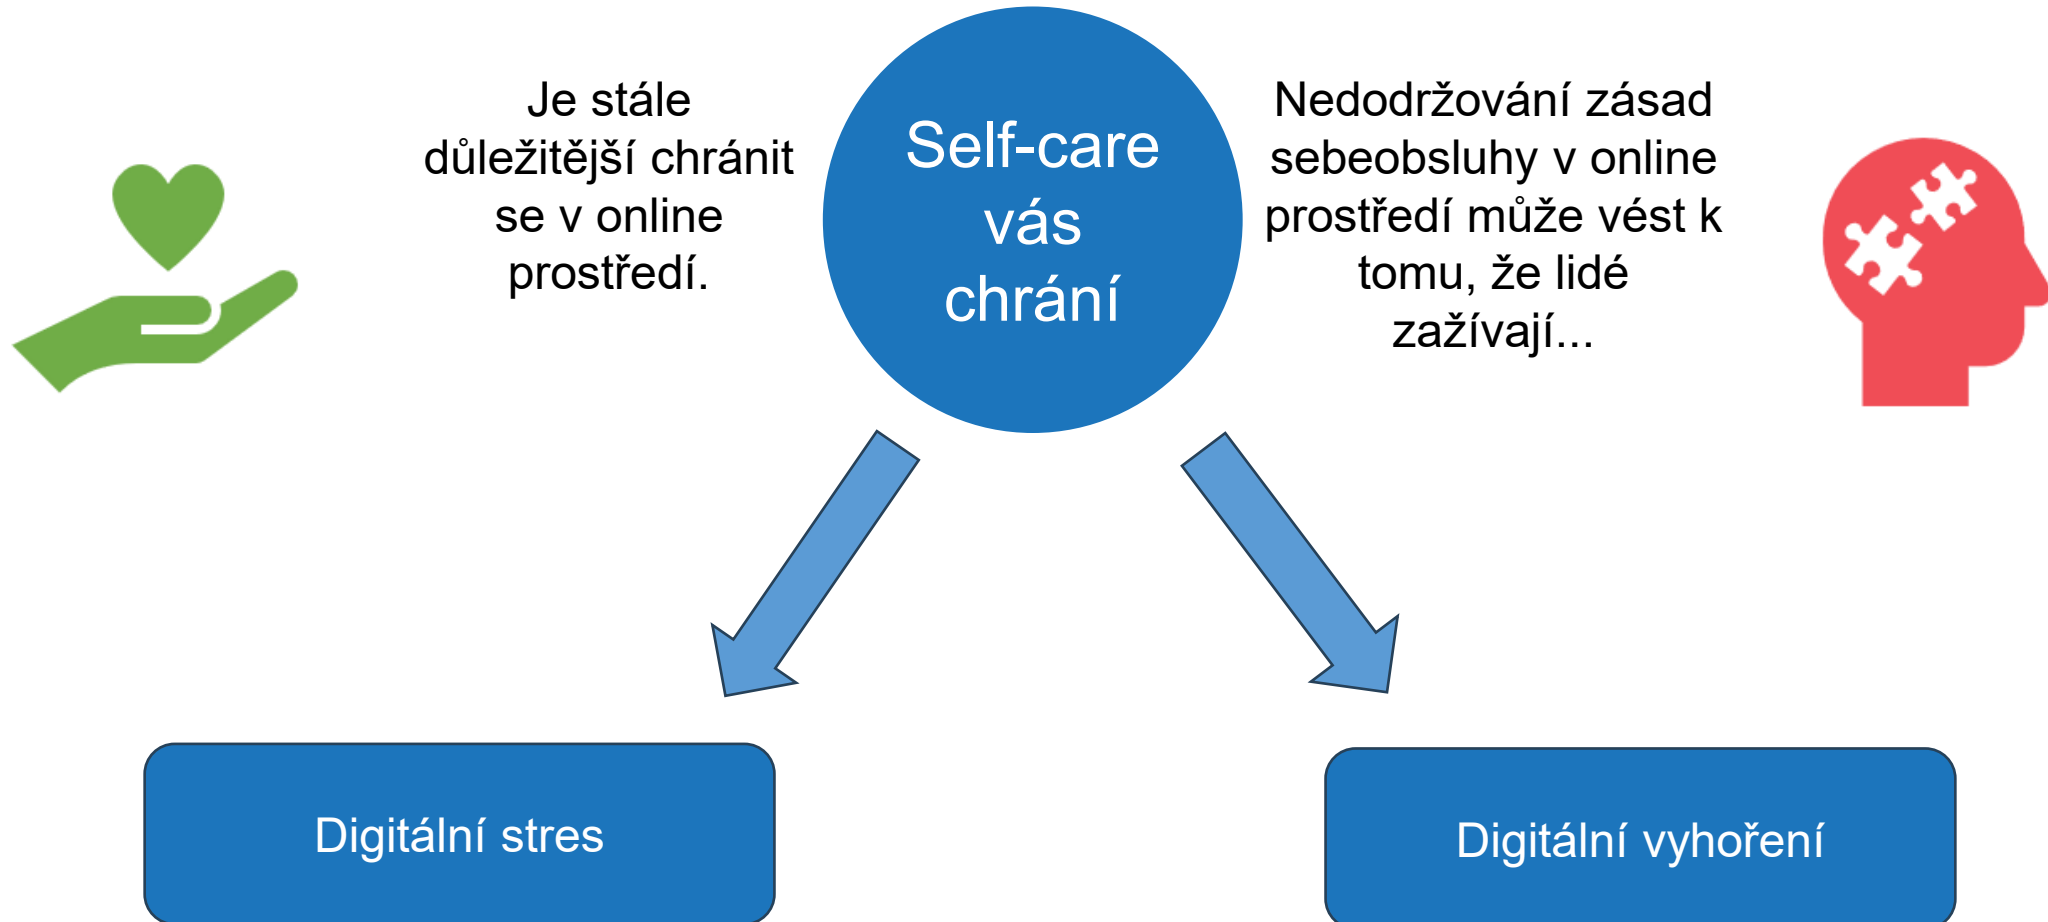 Je stále
důležitější chránit
se v online
prostředí.
Self-care
vás
chrání
Nedodržování zásad
sebeobsluhy v online
prostředí může vést k
tomu, že lidé
zažívají...
Digitální stres
Digitální vyhoření